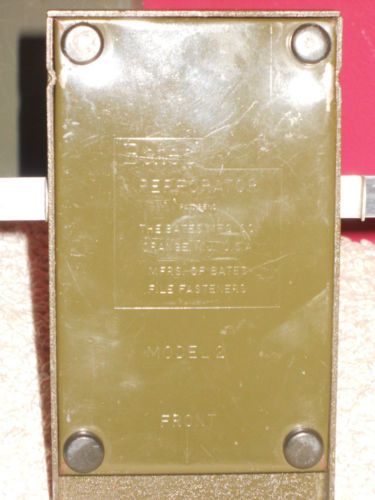 Bates
PERFORATOR
THE BATES MFG. CO.
ORANGE, N.J. U.S.A.
MFRS. OF BATES
FILE FASTENERS
MODEL 2
FRONT